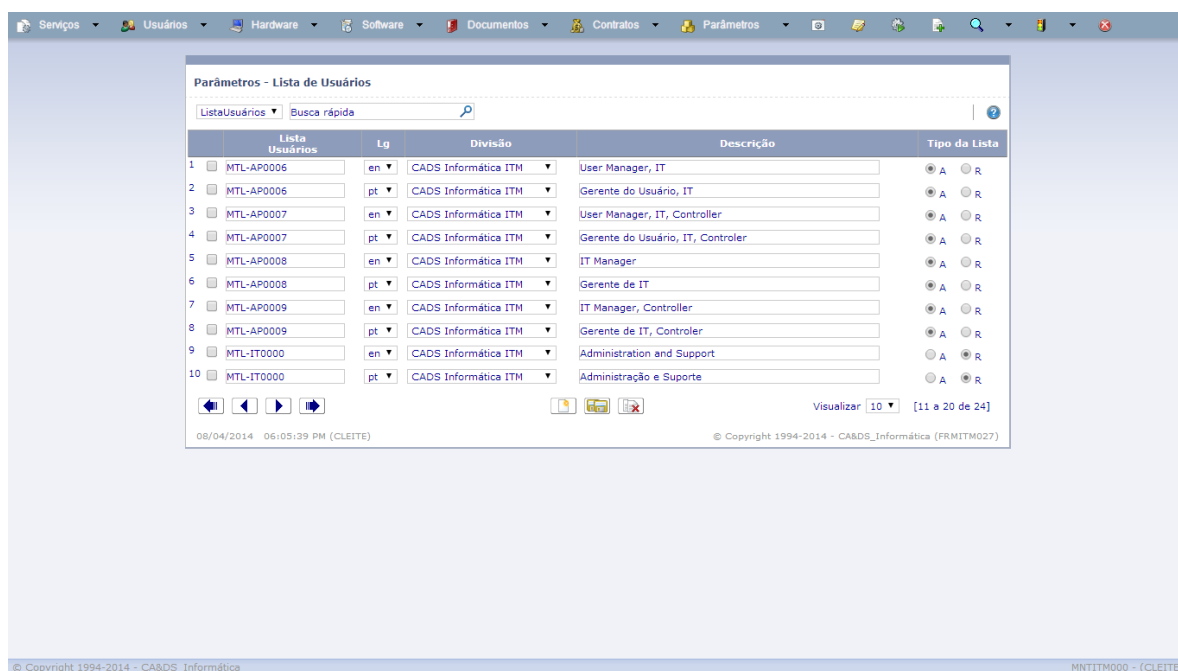 Serviços Usuários Hardware Software Documentos Contratos Parâmetros
Parâmetros - Lista de Usuários
ListaUsuários Busca rápida
Lista Usuários Lg Divisão Descrição Tipo da Lista
1 MTL-AP0006 en CADS Informática ITM User Manager, IT A R
2 MTL-AP0006 pt CADS Informática ITM Gerente do Usuário, IT A R
3 MTL-AP0007 en CADS Informática ITM User Manager, IT, Controller A R
4 MTL-AP0007 pt CADS Informática ITM Gerente do Usuário, IT, Controler A R
5 MTL-AP0008 en CADS Informática ITM IT Manager A R
6 MTL-AP0008 pt CADS Informática ITM Gerente de IT A R
7 MTL-AP0009 en CADS Informática ITM IT Manager, Controller A R
8 MTL-AP0009 pt CADS Informática ITM Gerente de IT, Controler A R
9 MTL-IT0000 en CADS Informática ITM Administration and Support A R
10 MTL-IT0000 pt CADS Informática ITM Administração e Suporte A R
Visualizar 10 [11 a 20 de 24]
08/04/2014 06:05:39 PM (CLEITE) © Copyright 1994-2014 - CA&DS_Informática (FRMITM027)
© Copyright 1994-2014 - CA&DS_Informática MNTITM000 - (CLEITE